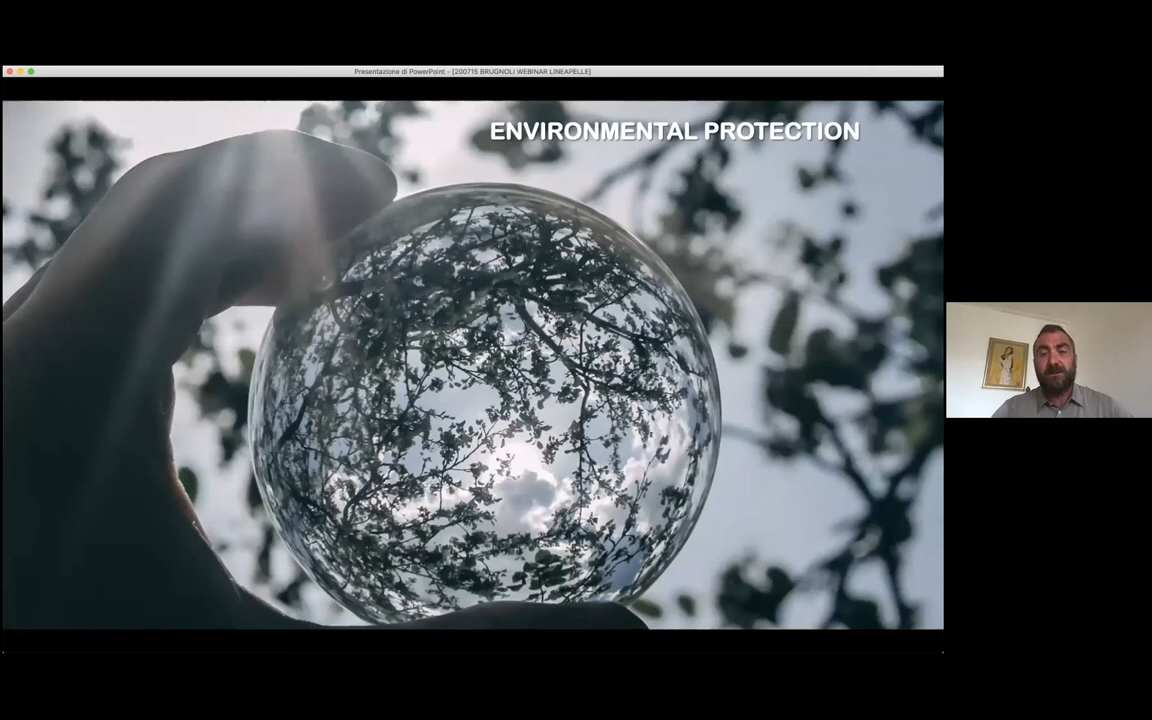 Presentazione di PowerPoint - [200715 BRUGNOLI WEBINAR LINEAPELLE]
ENVIRONMENTAL PROTECTION